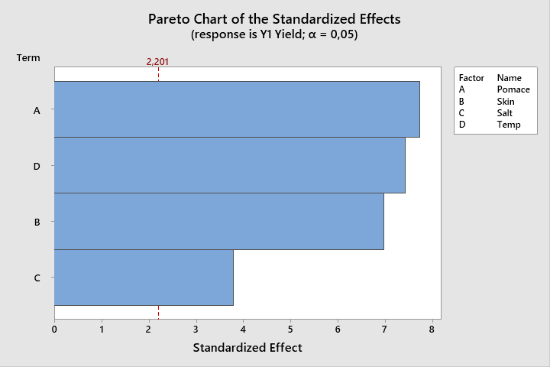 Pareto Chart of the Standardized Effects
(response is Y1 Yield; α = 0,05)
Term
2,201
Factor Name
A Pomace
B Skin
C Salt
D Temp
A
D
B
C
0 1 2 3 4 5 6 7 8
Standardized Effect